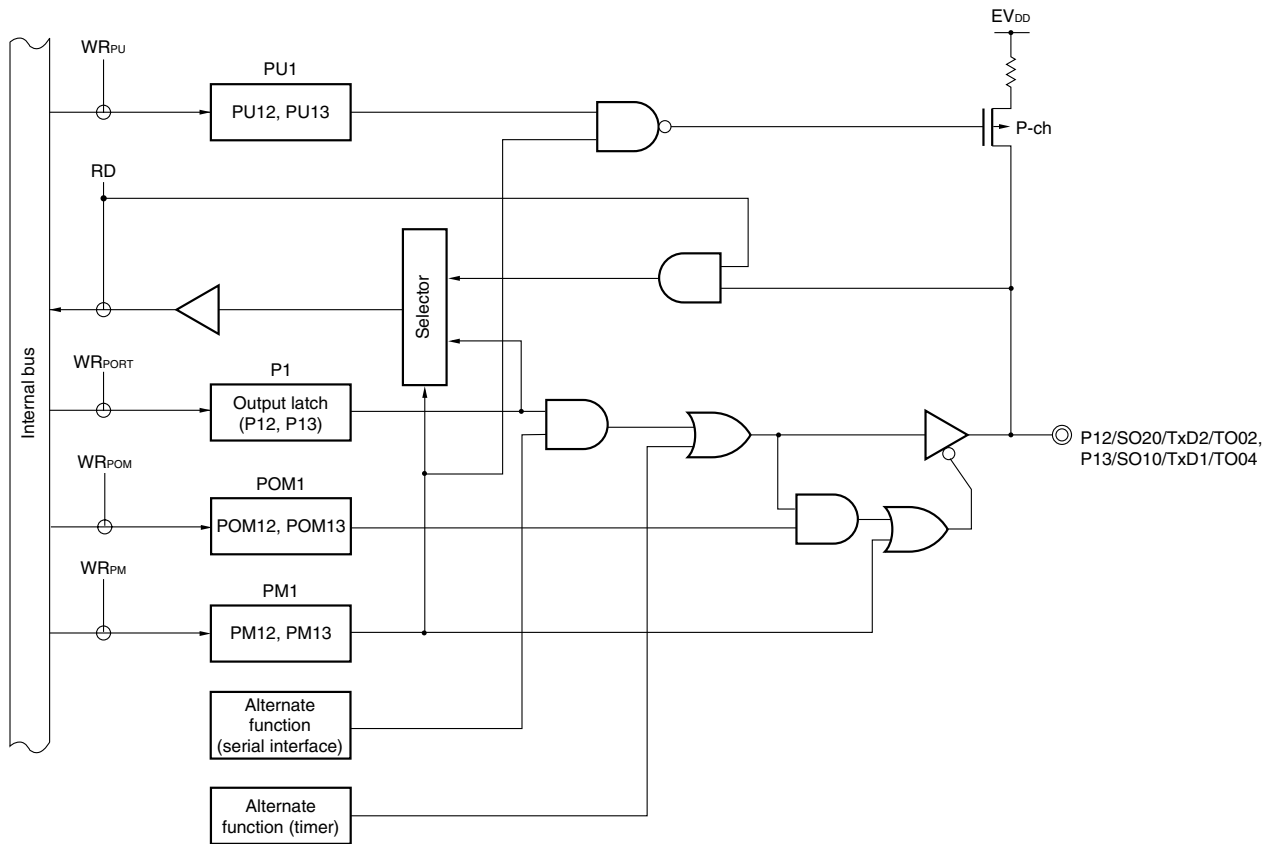 EVDD
WRPU
PU1
PU12, PU13
P-ch
RD
Selector
Internal bus
WRPORT
P1
Output latch
(P12, P13)
P12/SO20/TxD2/TO02,
P13/SO10/TxD1/TO04
WRPOM
POM1
POM12, POM13
WRPM
PM1
PM12, PM13
Alternate
function
(serial interface)
Alternate
function (timer)